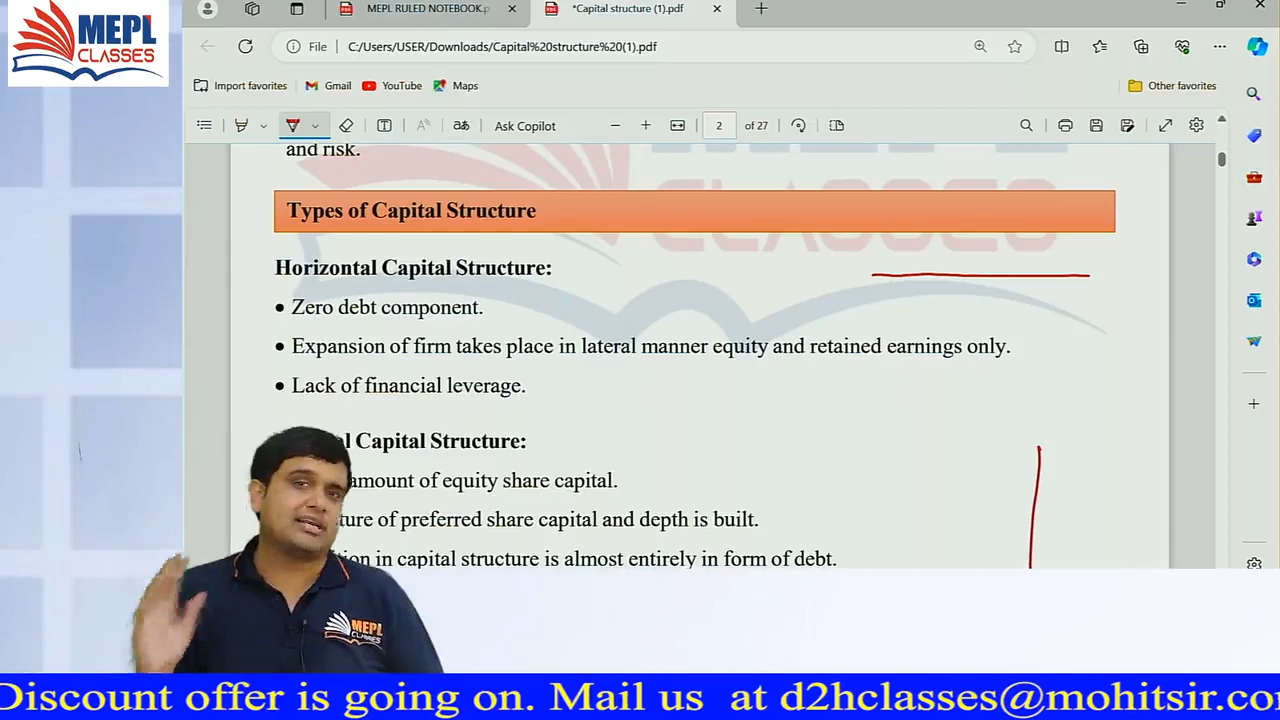 MEPL
CLASSES
MEPL RULED NOTEBOOK.p
*Capital structure (1).pdf
File
C:/Users/USER/Downloads/Capital%20structure%20(1).pdf
Import favorites
Gmail
YouTube
Maps
Other favorites
Ask Copilot
2
of 27
and risk.
CLASSES
Types of Capital Structure
Horizontal Capital Structure:
• Zero debt component.
• Expansion of firm takes place in lateral manner equity and retained earnings only.
• Lack of financial leverage.
Capital Structure:
amount of equity share capital.
of preferred share capital and depth is built.
in capital structure is almost entirely in form of debt.
MEPL
CLASSES
Discount offer is going on. Mail us at d2hclasses@mohitsir.co